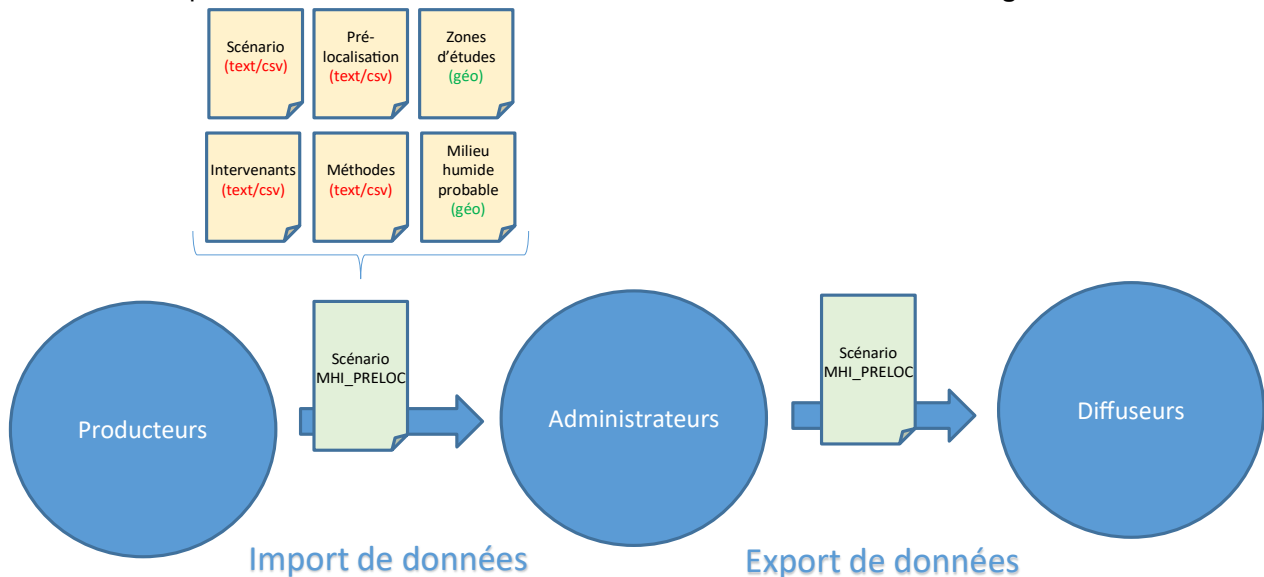 Scénario
(text/csv)
Pré-
localisation
(text/csv)
Zones
d'études
(géo)
Intervenants
(text/csv)
Méthodes
(text/csv)
Milieu
humide
probable
(géo)
Producteurs
Scénario
MHI_PRELOC
Administrateurs
Scénario
MHI_PRELOC
Diffuseurs
Import de données
Export de données